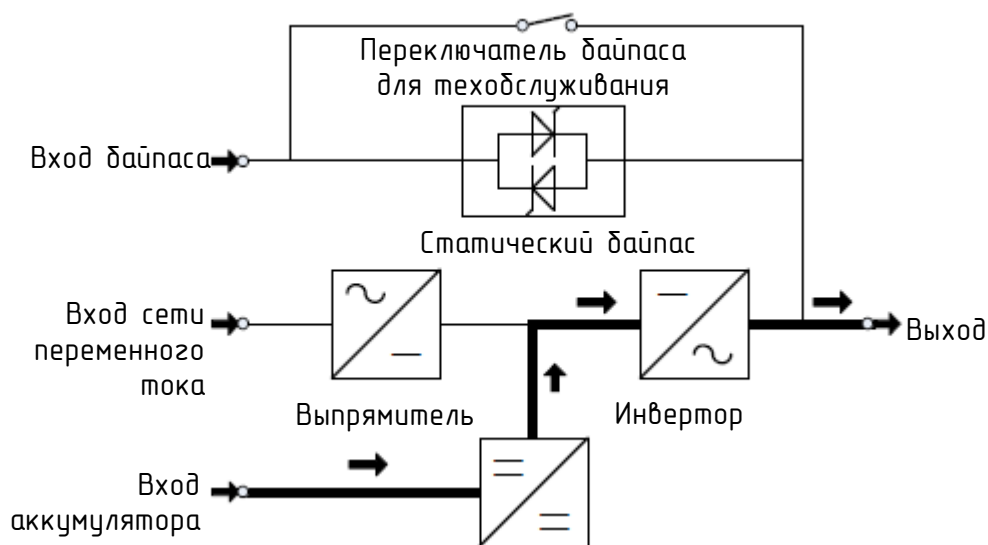 Переключатель байпаса
для техобслуживания
Вход байпаса
Статический байпас
Вход сети
переменного
тока
Выход
Выпрямитель
Инвертор
Вход
аккумулятора